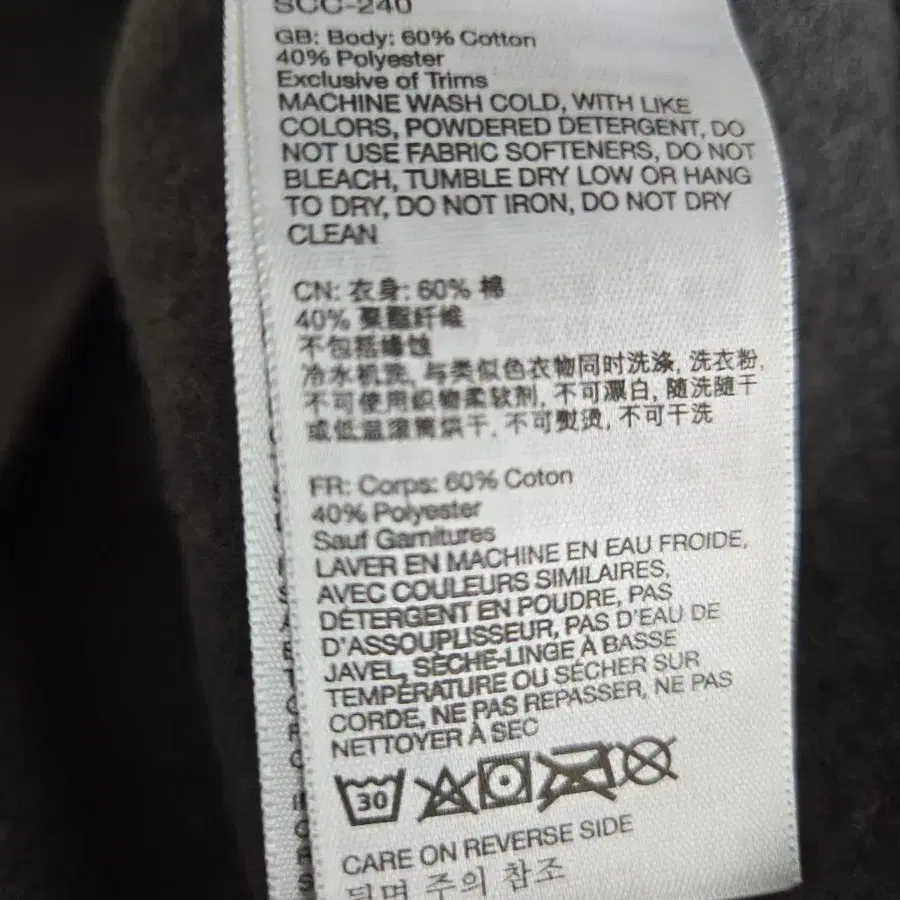 SCC-240
GB: Body: 60% Cotton
40% Polyester
Exclusive of Trims
MACHINE WASH COLD, WITH LIKE
COLORS, POWDERED DETERGENT, DO
NOT USE FABRIC SOFTENERS, DO NOT
BLEACH, TUMBLE DRY LOW OR HANG
TO DRY, DO NOT IRON, DO NOT DRY
CLEAN
CN: 衣身: 60% 棉
40% 聚酯纤维
不包括缘饰
冷水机洗, 与类似色衣物同时洗涤, 洗衣粉,
不可使用织物柔软剂, 不可漂白, 随洗随干
或低温滚筒烘干, 不可熨烫, 不可干洗
FR: Corps: 60% Coton
40% Polyester
Sauf Garnitures
LAVER EN MACHINE EN EAU FROIDE,
AVEC COULEURS SIMILAIRES,
DÉTERGENT EN POUDRE, PAS
D'ASSOUPLISSEUR, PAS D'EAU DE
JAVEL, SÈCHE-LINGE À BASSE
TEMPÉRATURE OU SÉCHER SUR
CORDE, NE PAS REPASSER, NE PAS
NETTOYER À SEC
30
CARE ON REVERSE SIDE
뒷면 주의 참조